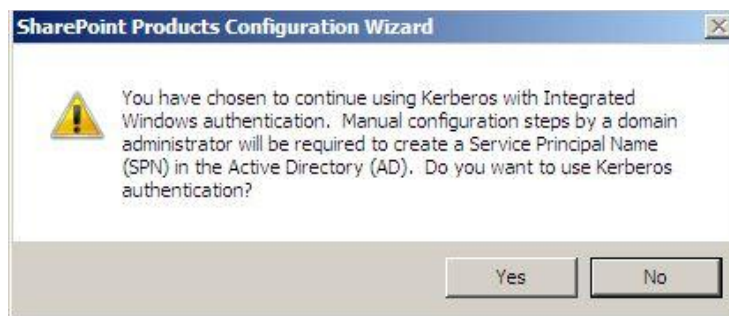 SharePoint Products Configuration Wizard
You have chosen to continue using Kerberos with Integrated
Windows authentication. Manual configuration steps by a domain
administrator will be required to create a Service Principal Name
(SPN) in the Active Directory (AD). Do you want to use Kerberos
authentication?
Yes
No